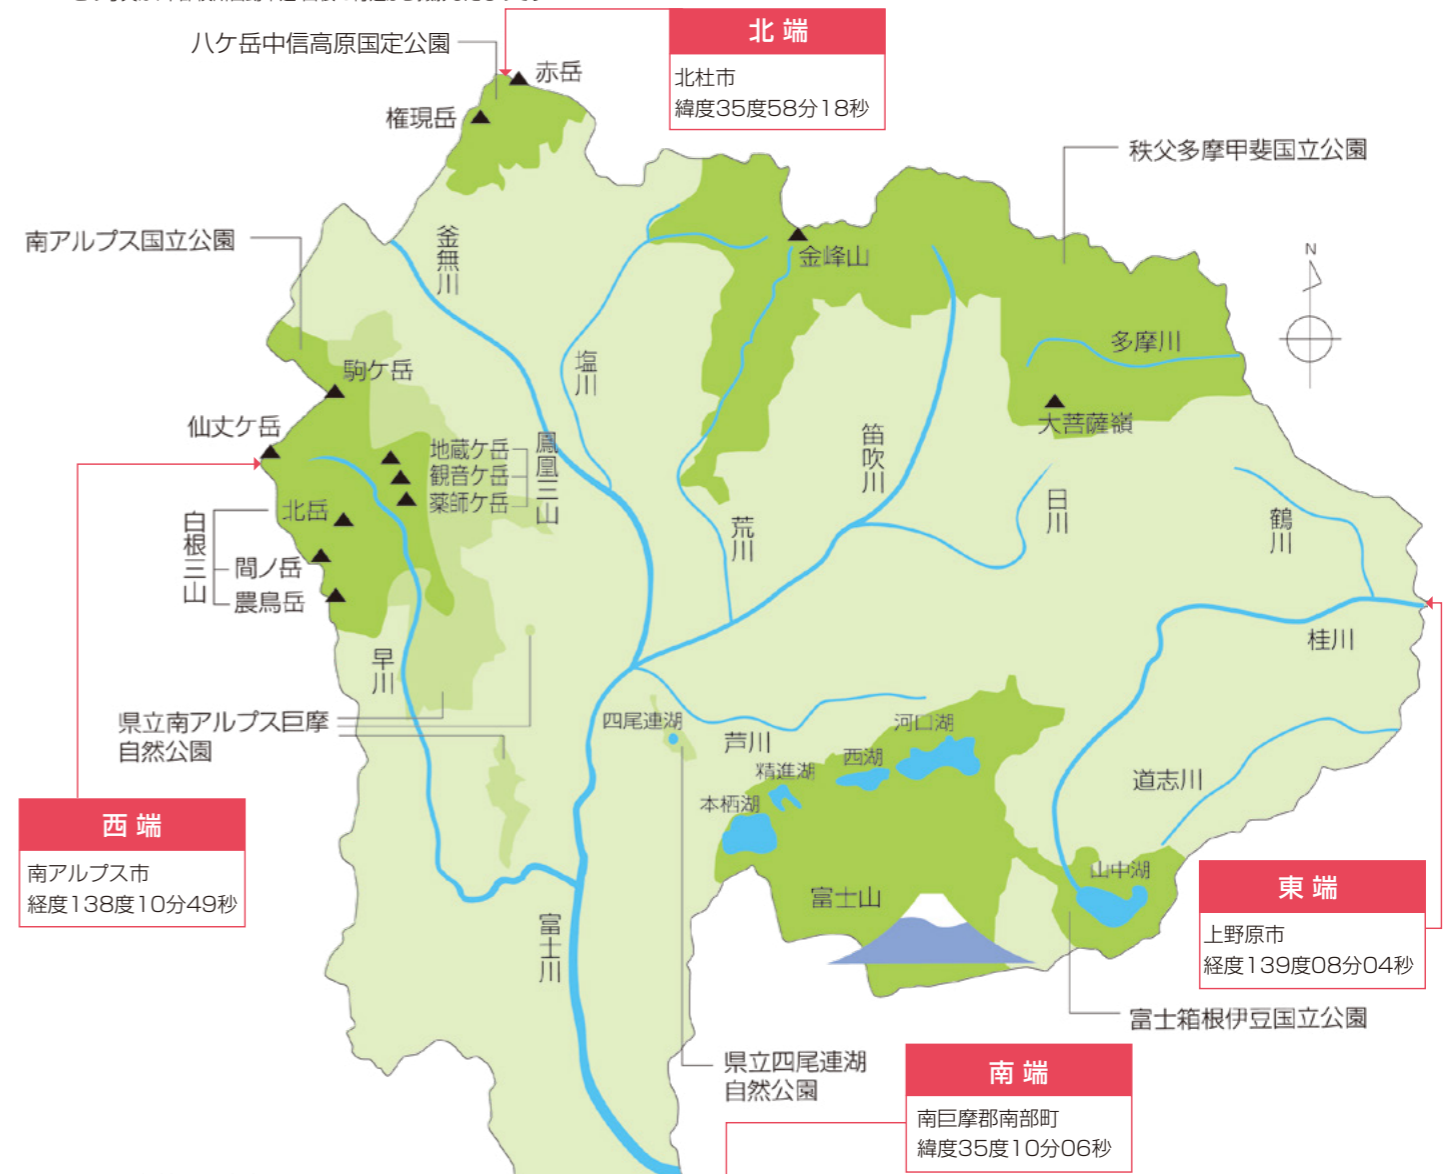 八ケ岳中信高原国定公園
北端
北杜市
緯度35度58分18秒
赤岳
権現岳
秩父多摩甲斐国立公園
南アルプス国立公園
釜無川
金峰山
N
塩川
多摩川
駒ケ岳
大菩薩嶺
仙丈ケ岳
地蔵ケ岳
観音ケ岳
薬師ケ岳
鳳凰三山
笛吹川
日川
鶴川
荒川
北岳
白根三山
間ノ岳
農鳥岳
桂川
早川
県立南アルプス巨摩
自然公園
四尾連湖
芦川
河口湖
西湖
精進湖
本栖湖
道志川
西端
南アルプス市
経度138度10分49秒
山中湖
富士山
東端
上野原市
経度139度08分04秒
富士川
富士箱根伊豆国立公園
県立四尾連湖
自然公園
南端
南巨摩郡南部町
緯度35度10分06秒